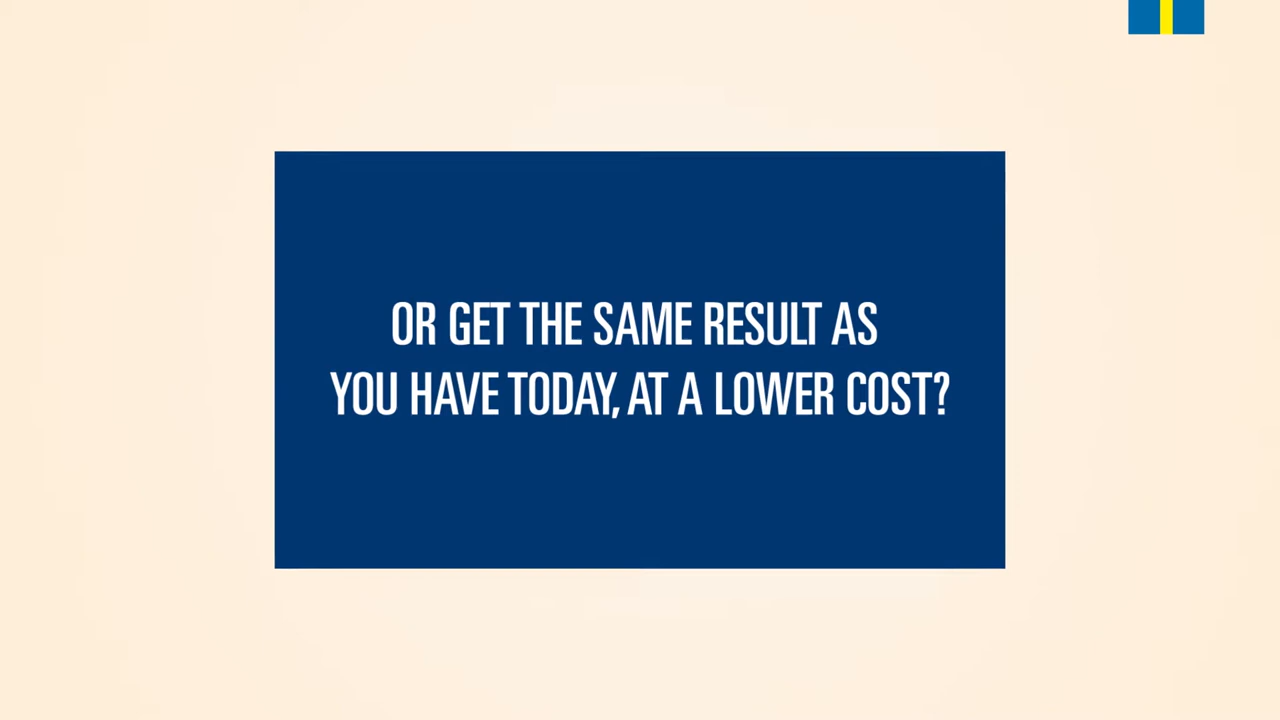 OR GET THE SAME RESULT AS
YOU HAVE TODAY, AT A LOWER COST?